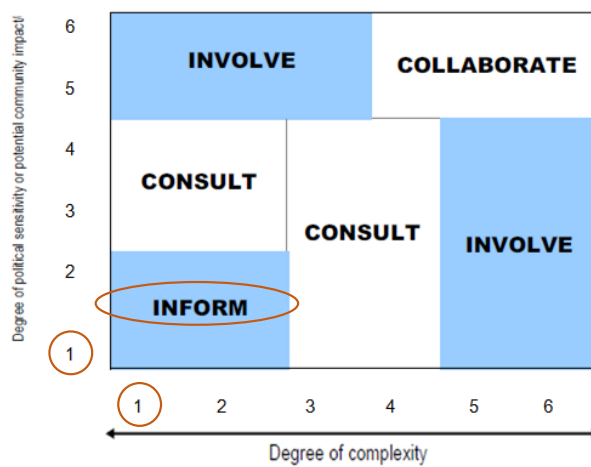 Degree of political sensitivity or potential community impact/
6
5
4
3
2
1
INVOLVE
COLLABORATE
CONSULT
CONSULT
INVOLVE
INFORM
1 2 3 4 5 6
Degree of complexity